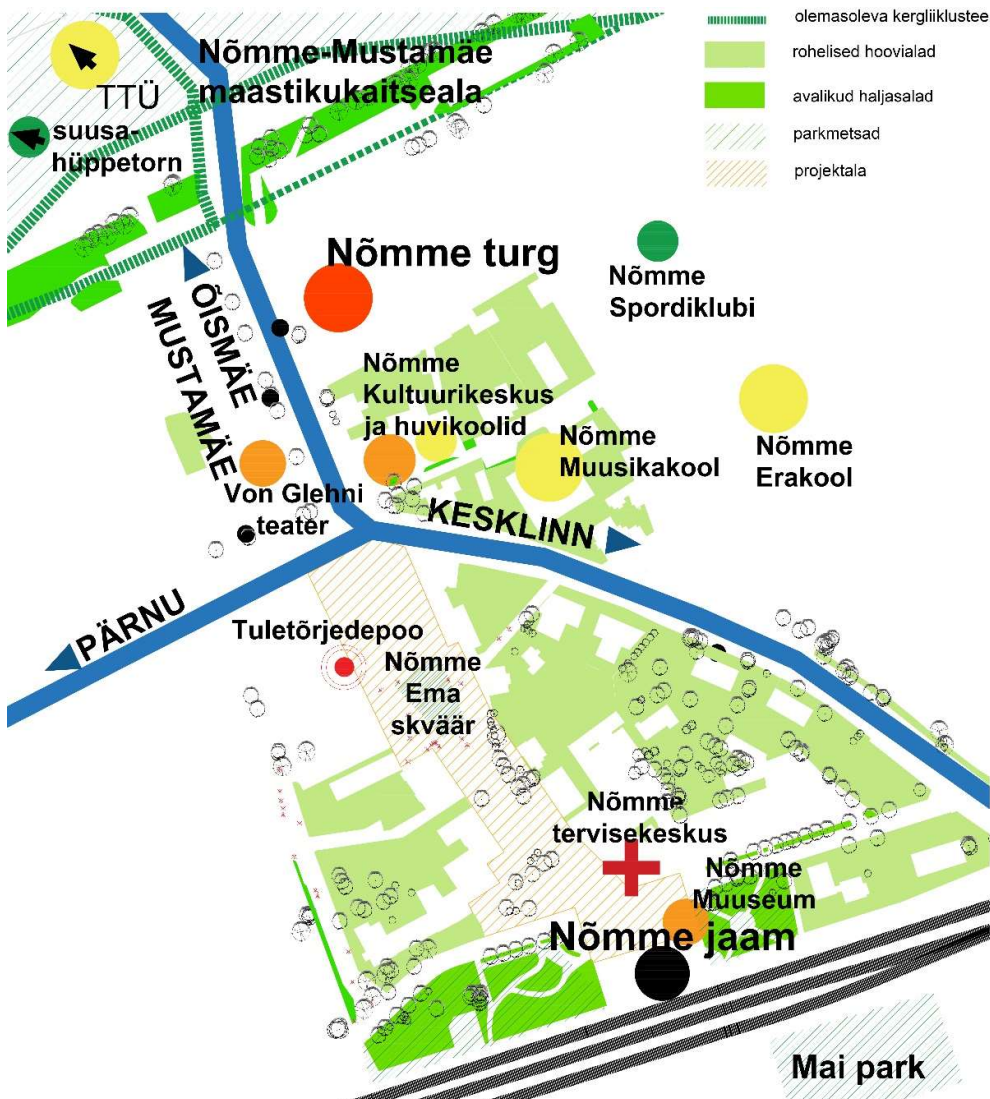 olemasoleva kergliiklustee
rohelised hoovialad
avalikud haljasalad
parkmetsad
projektala
Nõmme-Mustamäe
maastikukaitseala
TTÜ
suusa-
hüppetorn
Nõmme turg
Nõmme
Spordiklubi
ÕISMÄE
MUSTAMÄE
Nõmme
Kultuurikeskus
ja huvikoolid
Nõmme
Muusikakool
Nõmme
Erakool
Von Glehni
teater
KESKLINN
PÄRNU
Tuletõrjedepoo
Nõmme
Ema
skväär
Nõmme
tervisekeskus
Nõmme
Muuseum
Nõmme jaam
Mai park